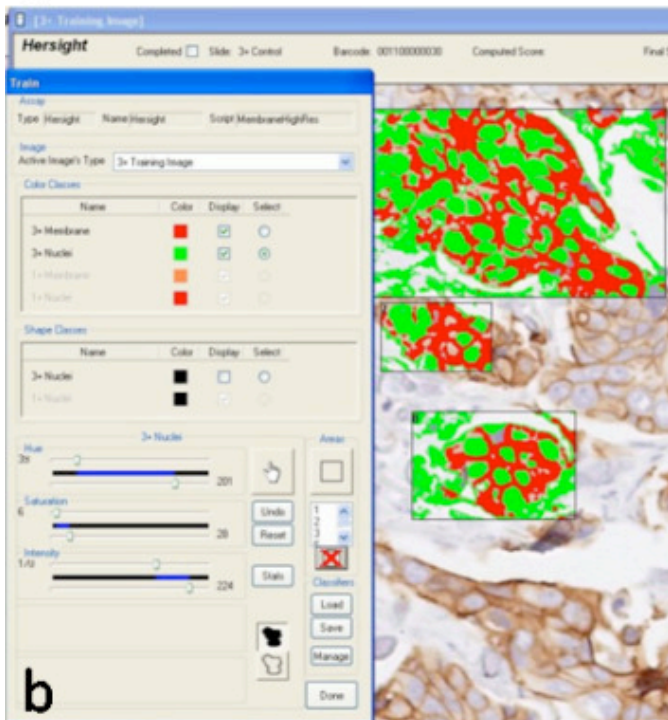 [3+ Training Image]
Hersight Completed Slide: 3+ Control Barcode: 001100000038 Computed Score: Final
Train
Array
Type Hersight Name Hersight Script MembraneHighRes
Image
Active Image's Type 3+ Training Image
Color Classes
Name Color Display Select
3+ Membrane
3+ Nuclei
1+ Membrane
1+ Nuclei
Shape Classes
Name Color Display Select
3+ Nuclei
1+ Nuclei
3+ Nuclei Areas
Hue
201
1
2
3
Saturation
6
28
Undo
Reset
Intensity
224
Stats
Classifiers
Load
Save
Manage
Done
b